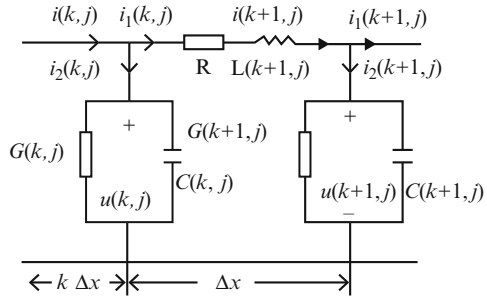 i(k,j) i₁(k,j) i(k+1,j) i₁(k+1,j)
i₂(k,j) R L(k+1,j) i₂(k+1,j)
+ +
G(k,j) G(k+1,j)
C(k,j) C(k+1,j)
u(k,j) u(k+1,j)
−
k Δx Δx